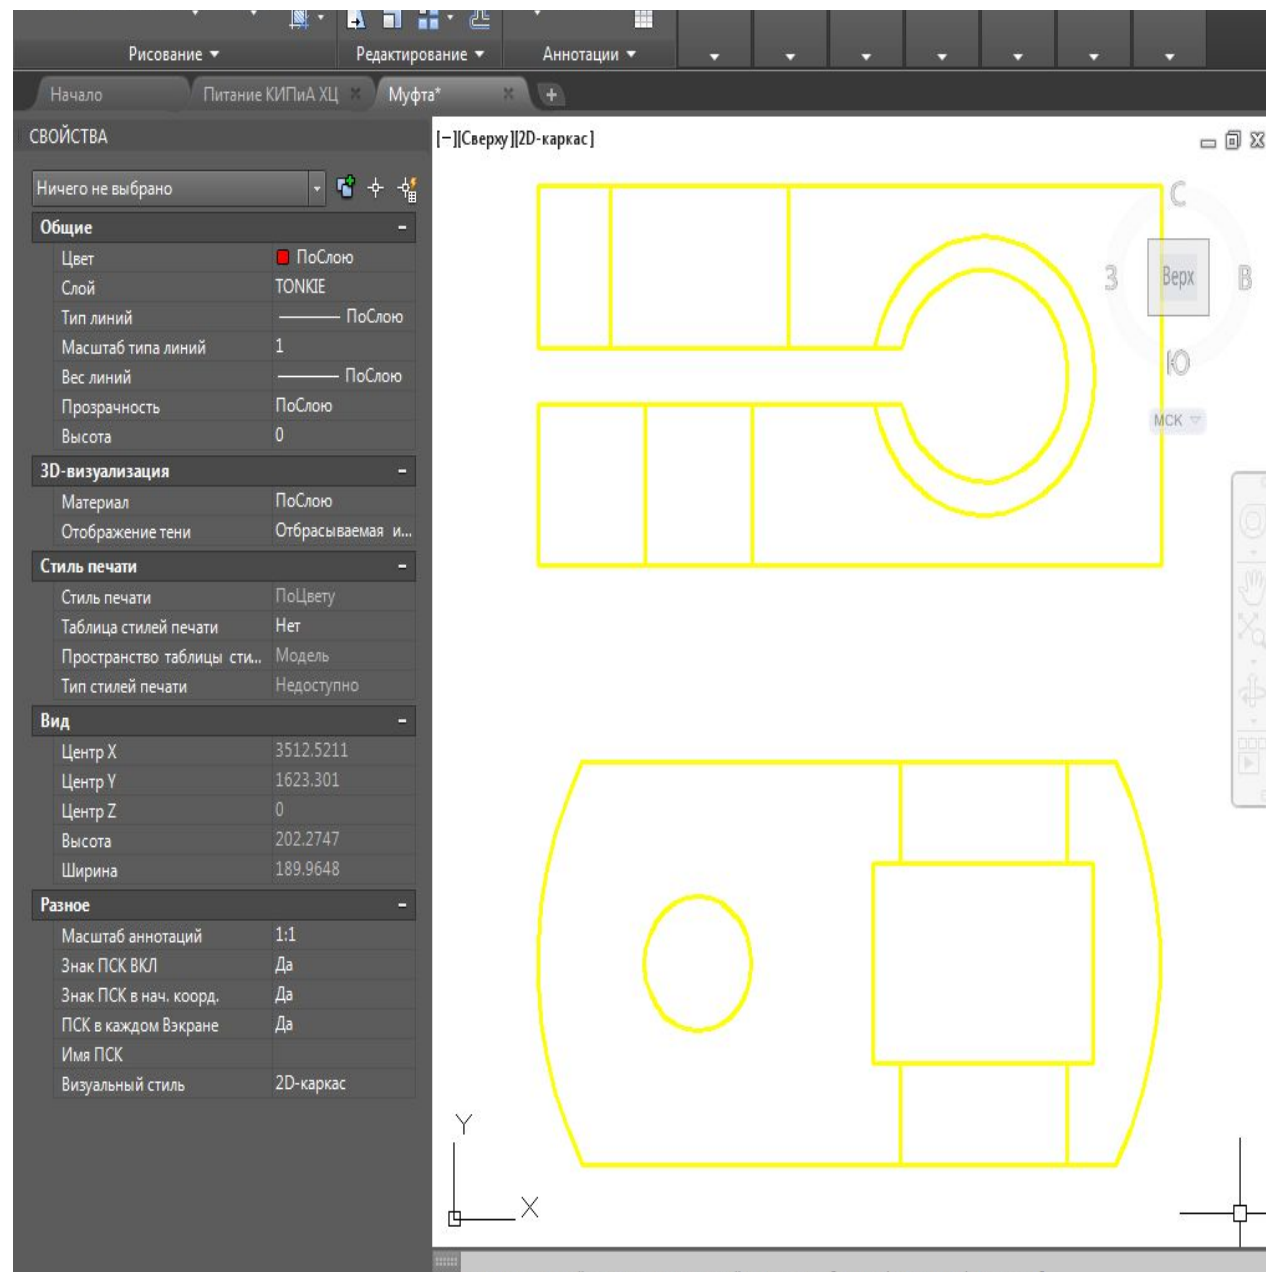 Рисование
Редактирование
Аннотации
Начало
Питание КИПиА ХЦ
Муфта*
СВОЙСТВА
[−][Сверху][2D-каркас]
Ничего не выбрано
Общие
Цвет ПоСлою
Слой TONKIE
Тип линий ПоСлою
Масштаб типа линий 1
Вес линий ПоСлою
Прозрачность ПоСлою
Высота 0
3D-визуализация
Материал ПоСлою
Отображение тени Отбрасываемая и...
Стиль печати
Стиль печати ПоЦвету
Таблица стилей печати Нет
Пространство таблицы сти... Модель
Тип стилей печати Недоступно
Вид
Центр X 3512.5211
Центр Y 1623.301
Центр Z 0
Высота 202.2747
Ширина 189.9648
Разное
Масштаб аннотаций 1:1
Знак ПСК ВКЛ Да
Знак ПСК в нач. коорд. Да
ПСК в каждом Вэкране Да
Имя ПСК
Визуальный стиль 2D-каркас
С
З Верх В
Ю
МСК
Y
X